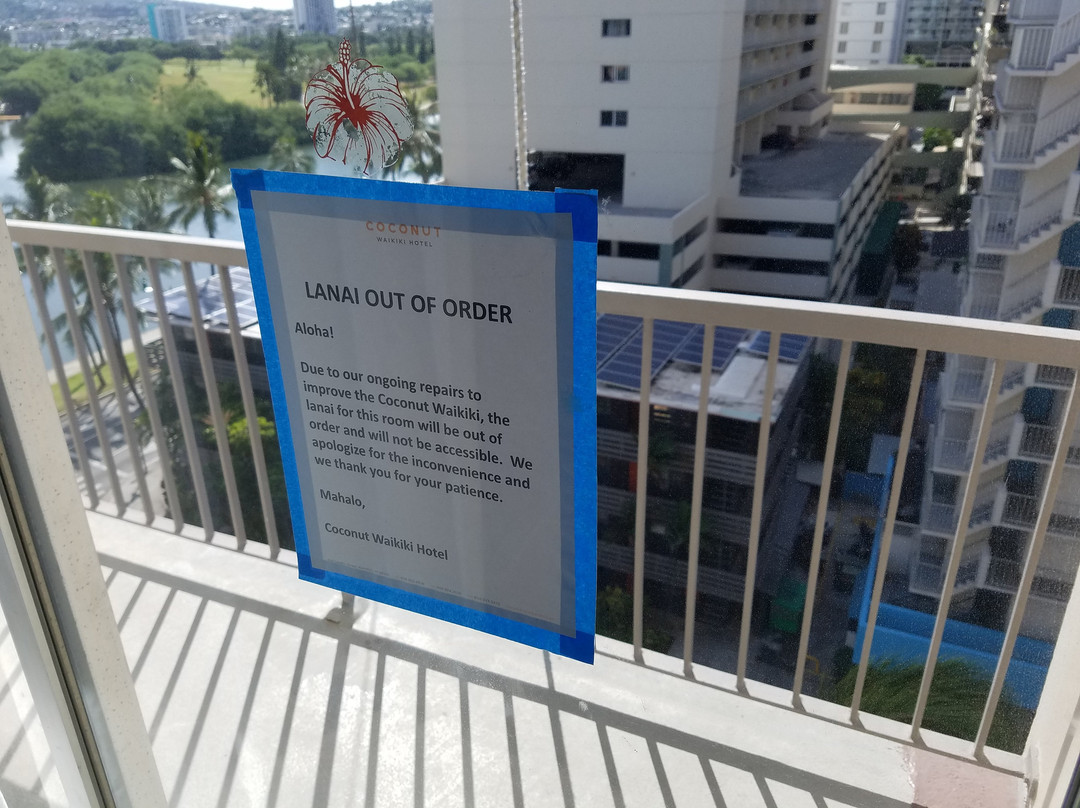 COCONUT
WAIKIKI HOTEL
LANAI OUT OF ORDER
Aloha!
Due to our ongoing repairs to
improve the Coconut Waikiki, the
lanai for this room will be out of
order and will not be accessible. We
apologize for the inconvenience and
we thank you for your patience.
Mahalo,
Coconut Waikiki Hotel